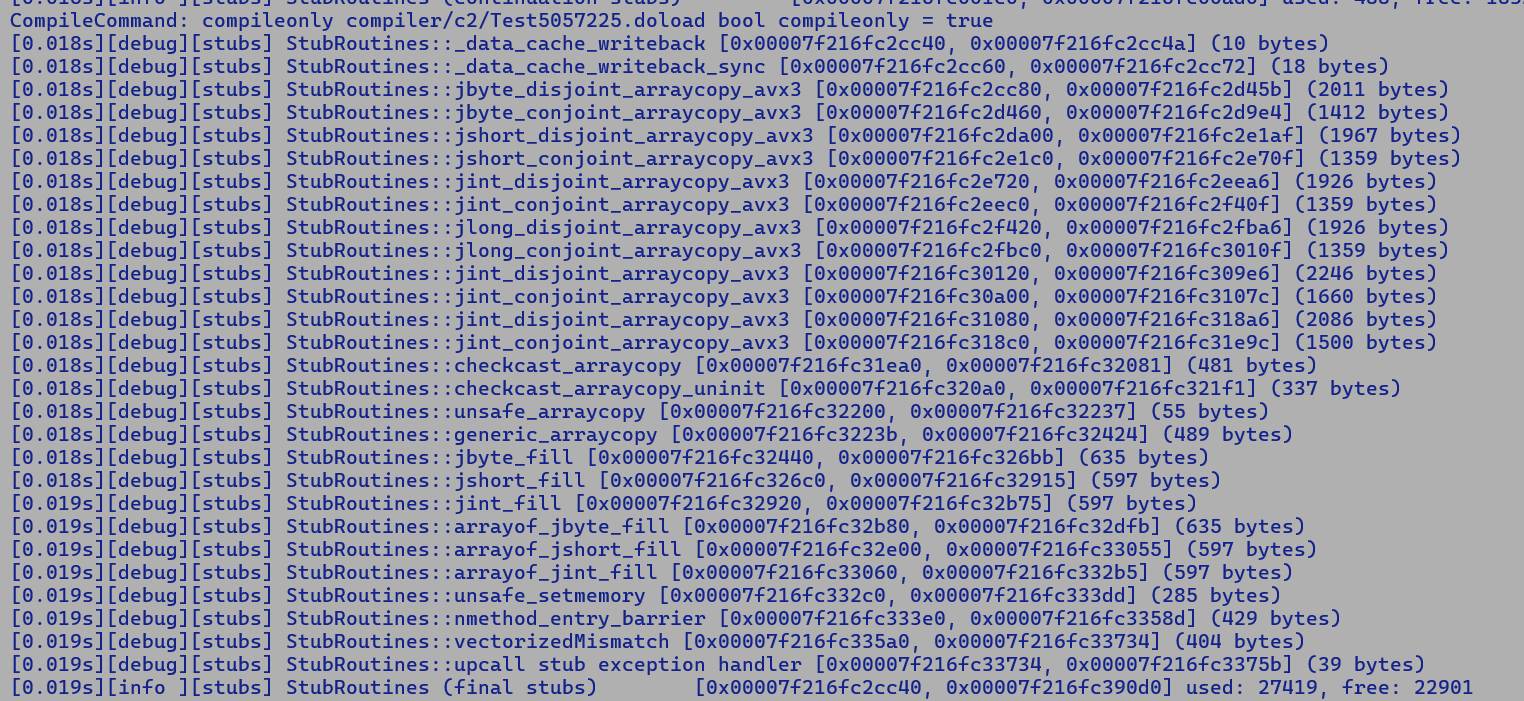 CompileCommand: compileonly compiler/c2/Test5057225.doload bool compileonly = true
[0.018s][debug][stubs] StubRoutines::_data_cache_writeback [0x00007f216fc2cc40, 0x00007f216fc2cc4a] (10 bytes)
[0.018s][debug][stubs] StubRoutines::_data_cache_writeback_sync [0x00007f216fc2cc60, 0x00007f216fc2cc72] (18 bytes)
[0.018s][debug][stubs] StubRoutines::jbyte_disjoint_arraycopy_avx3 [0x00007f216fc2cc80, 0x00007f216fc2d45b] (2011 bytes)
[0.018s][debug][stubs] StubRoutines::jbyte_conjoint_arraycopy_avx3 [0x00007f216fc2d460, 0x00007f216fc2d9e4] (1412 bytes)
[0.018s][debug][stubs] StubRoutines::jshort_disjoint_arraycopy_avx3 [0x00007f216fc2da00, 0x00007f216fc2e1af] (1967 bytes)
[0.018s][debug][stubs] StubRoutines::jshort_conjoint_arraycopy_avx3 [0x00007f216fc2e1c0, 0x00007f216fc2e70f] (1359 bytes)
[0.018s][debug][stubs] StubRoutines::jint_disjoint_arraycopy_avx3 [0x00007f216fc2e720, 0x00007f216fc2eea6] (1926 bytes)
[0.018s][debug][stubs] StubRoutines::jint_conjoint_arraycopy_avx3 [0x00007f216fc2eec0, 0x00007f216fc2f40f] (1359 bytes)
[0.018s][debug][stubs] StubRoutines::jlong_disjoint_arraycopy_avx3 [0x00007f216fc2f420, 0x00007f216fc2fba6] (1926 bytes)
[0.018s][debug][stubs] StubRoutines::jlong_conjoint_arraycopy_avx3 [0x00007f216fc2fbc0, 0x00007f216fc3010f] (1359 bytes)
[0.018s][debug][stubs] StubRoutines::jint_disjoint_arraycopy_avx3 [0x00007f216fc30120, 0x00007f216fc309e6] (2246 bytes)
[0.018s][debug][stubs] StubRoutines::jint_conjoint_arraycopy_avx3 [0x00007f216fc30a00, 0x00007f216fc3107c] (1660 bytes)
[0.018s][debug][stubs] StubRoutines::jint_disjoint_arraycopy_avx3 [0x00007f216fc31080, 0x00007f216fc318a6] (2086 bytes)
[0.018s][debug][stubs] StubRoutines::jint_conjoint_arraycopy_avx3 [0x00007f216fc318c0, 0x00007f216fc31e9c] (1500 bytes)
[0.018s][debug][stubs] StubRoutines::checkcast_arraycopy [0x00007f216fc31ea0, 0x00007f216fc32081] (481 bytes)
[0.018s][debug][stubs] StubRoutines::checkcast_arraycopy_uninit [0x00007f216fc320a0, 0x00007f216fc321f1] (337 bytes)
[0.018s][debug][stubs] StubRoutines::unsafe_arraycopy [0x00007f216fc32200, 0x00007f216fc32237] (55 bytes)
[0.018s][debug][stubs] StubRoutines::generic_arraycopy [0x00007f216fc3223b, 0x00007f216fc32424] (489 bytes)
[0.018s][debug][stubs] StubRoutines::jbyte_fill [0x00007f216fc32440, 0x00007f216fc326bb] (635 bytes)
[0.018s][debug][stubs] StubRoutines::jshort_fill [0x00007f216fc326c0, 0x00007f216fc32915] (597 bytes)
[0.019s][debug][stubs] StubRoutines::jint_fill [0x00007f216fc32920, 0x00007f216fc32b75] (597 bytes)
[0.019s][debug][stubs] StubRoutines::arrayof_jbyte_fill [0x00007f216fc32b80, 0x00007f216fc32dfb] (635 bytes)
[0.019s][debug][stubs] StubRoutines::arrayof_jshort_fill [0x00007f216fc32e00, 0x00007f216fc33055] (597 bytes)
[0.019s][debug][stubs] StubRoutines::arrayof_jint_fill [0x00007f216fc33060, 0x00007f216fc332b5] (597 bytes)
[0.019s][debug][stubs] StubRoutines::unsafe_setmemory [0x00007f216fc332c0, 0x00007f216fc333dd] (285 bytes)
[0.019s][debug][stubs] StubRoutines::nmethod_entry_barrier [0x00007f216fc333e0, 0x00007f216fc3358d] (429 bytes)
[0.019s][debug][stubs] StubRoutines::vectorizedMismatch [0x00007f216fc335a0, 0x00007f216fc33734] (404 bytes)
[0.019s][debug][stubs] StubRoutines::upcall stub exception handler [0x00007f216fc33734, 0x00007f216fc3375b] (39 bytes)
[0.019s][info ][stubs] StubRoutines (final stubs) [0x00007f216fc2cc40, 0x00007f216fc390d0] used: 27419, free: 22901